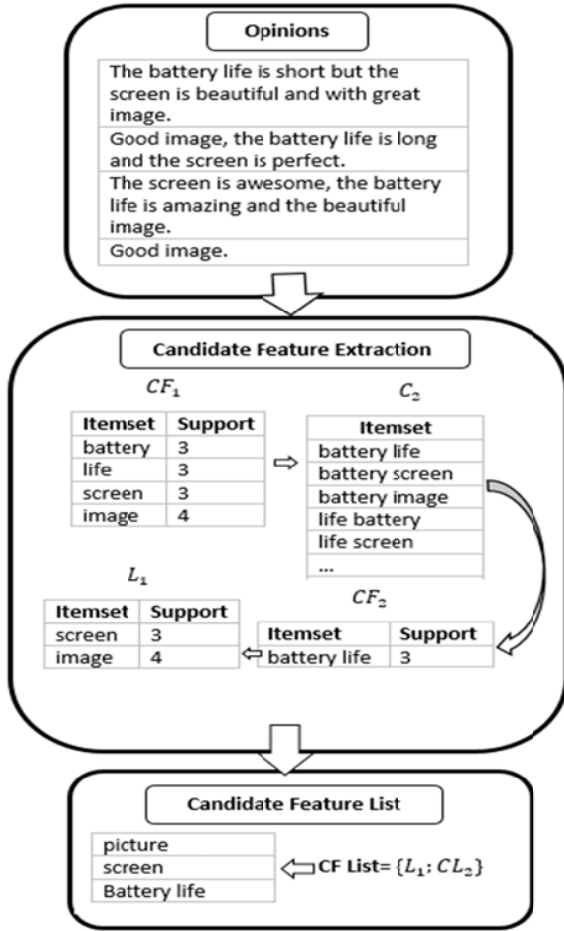 Opinions
The battery life is short but the
screen is beautiful and with great
image.
Good image, the battery life is long
and the screen is perfect.
The screen is awesome, the battery
life is amazing and the beautiful
image.
Good image.
Candidate Feature Extraction
CF₁
Itemset Support
battery 3
life 3
screen 3
image 4
C₂
Itemset
battery life
battery screen
battery image
life battery
life screen
...
L₁
Itemset Support
screen 3
image 4
CF₂
Itemset Support
battery life 3
Candidate Feature List
picture
screen
Battery life
CF List= {L₁; CL₂}